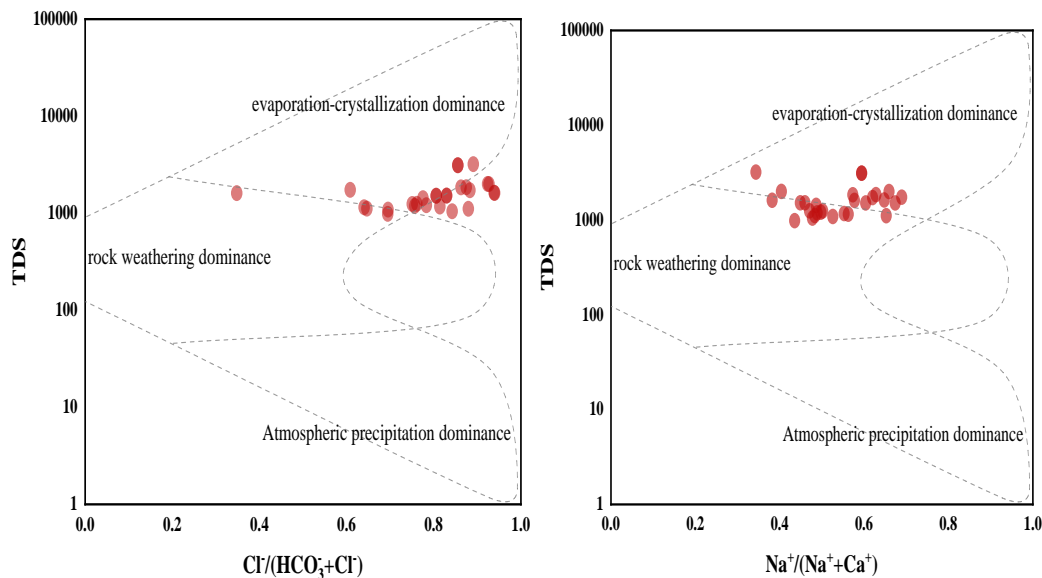 100000
10000
1000
100
10
1
TDS
evaporation-crystallization dominance
rock weathering dominance
Atmospheric precipitation dominance
0.0 0.2 0.4 0.6 0.8 1.0
Cl⁻/(HCO₃⁻+Cl⁻)
100000
10000
1000
100
10
1
TDS
evaporation-crystallization dominance
rock weathering dominance
Atmospheric precipitation dominance
0.0 0.2 0.4 0.6 0.8 1.0
Na⁺/(Na⁺+Ca⁺)